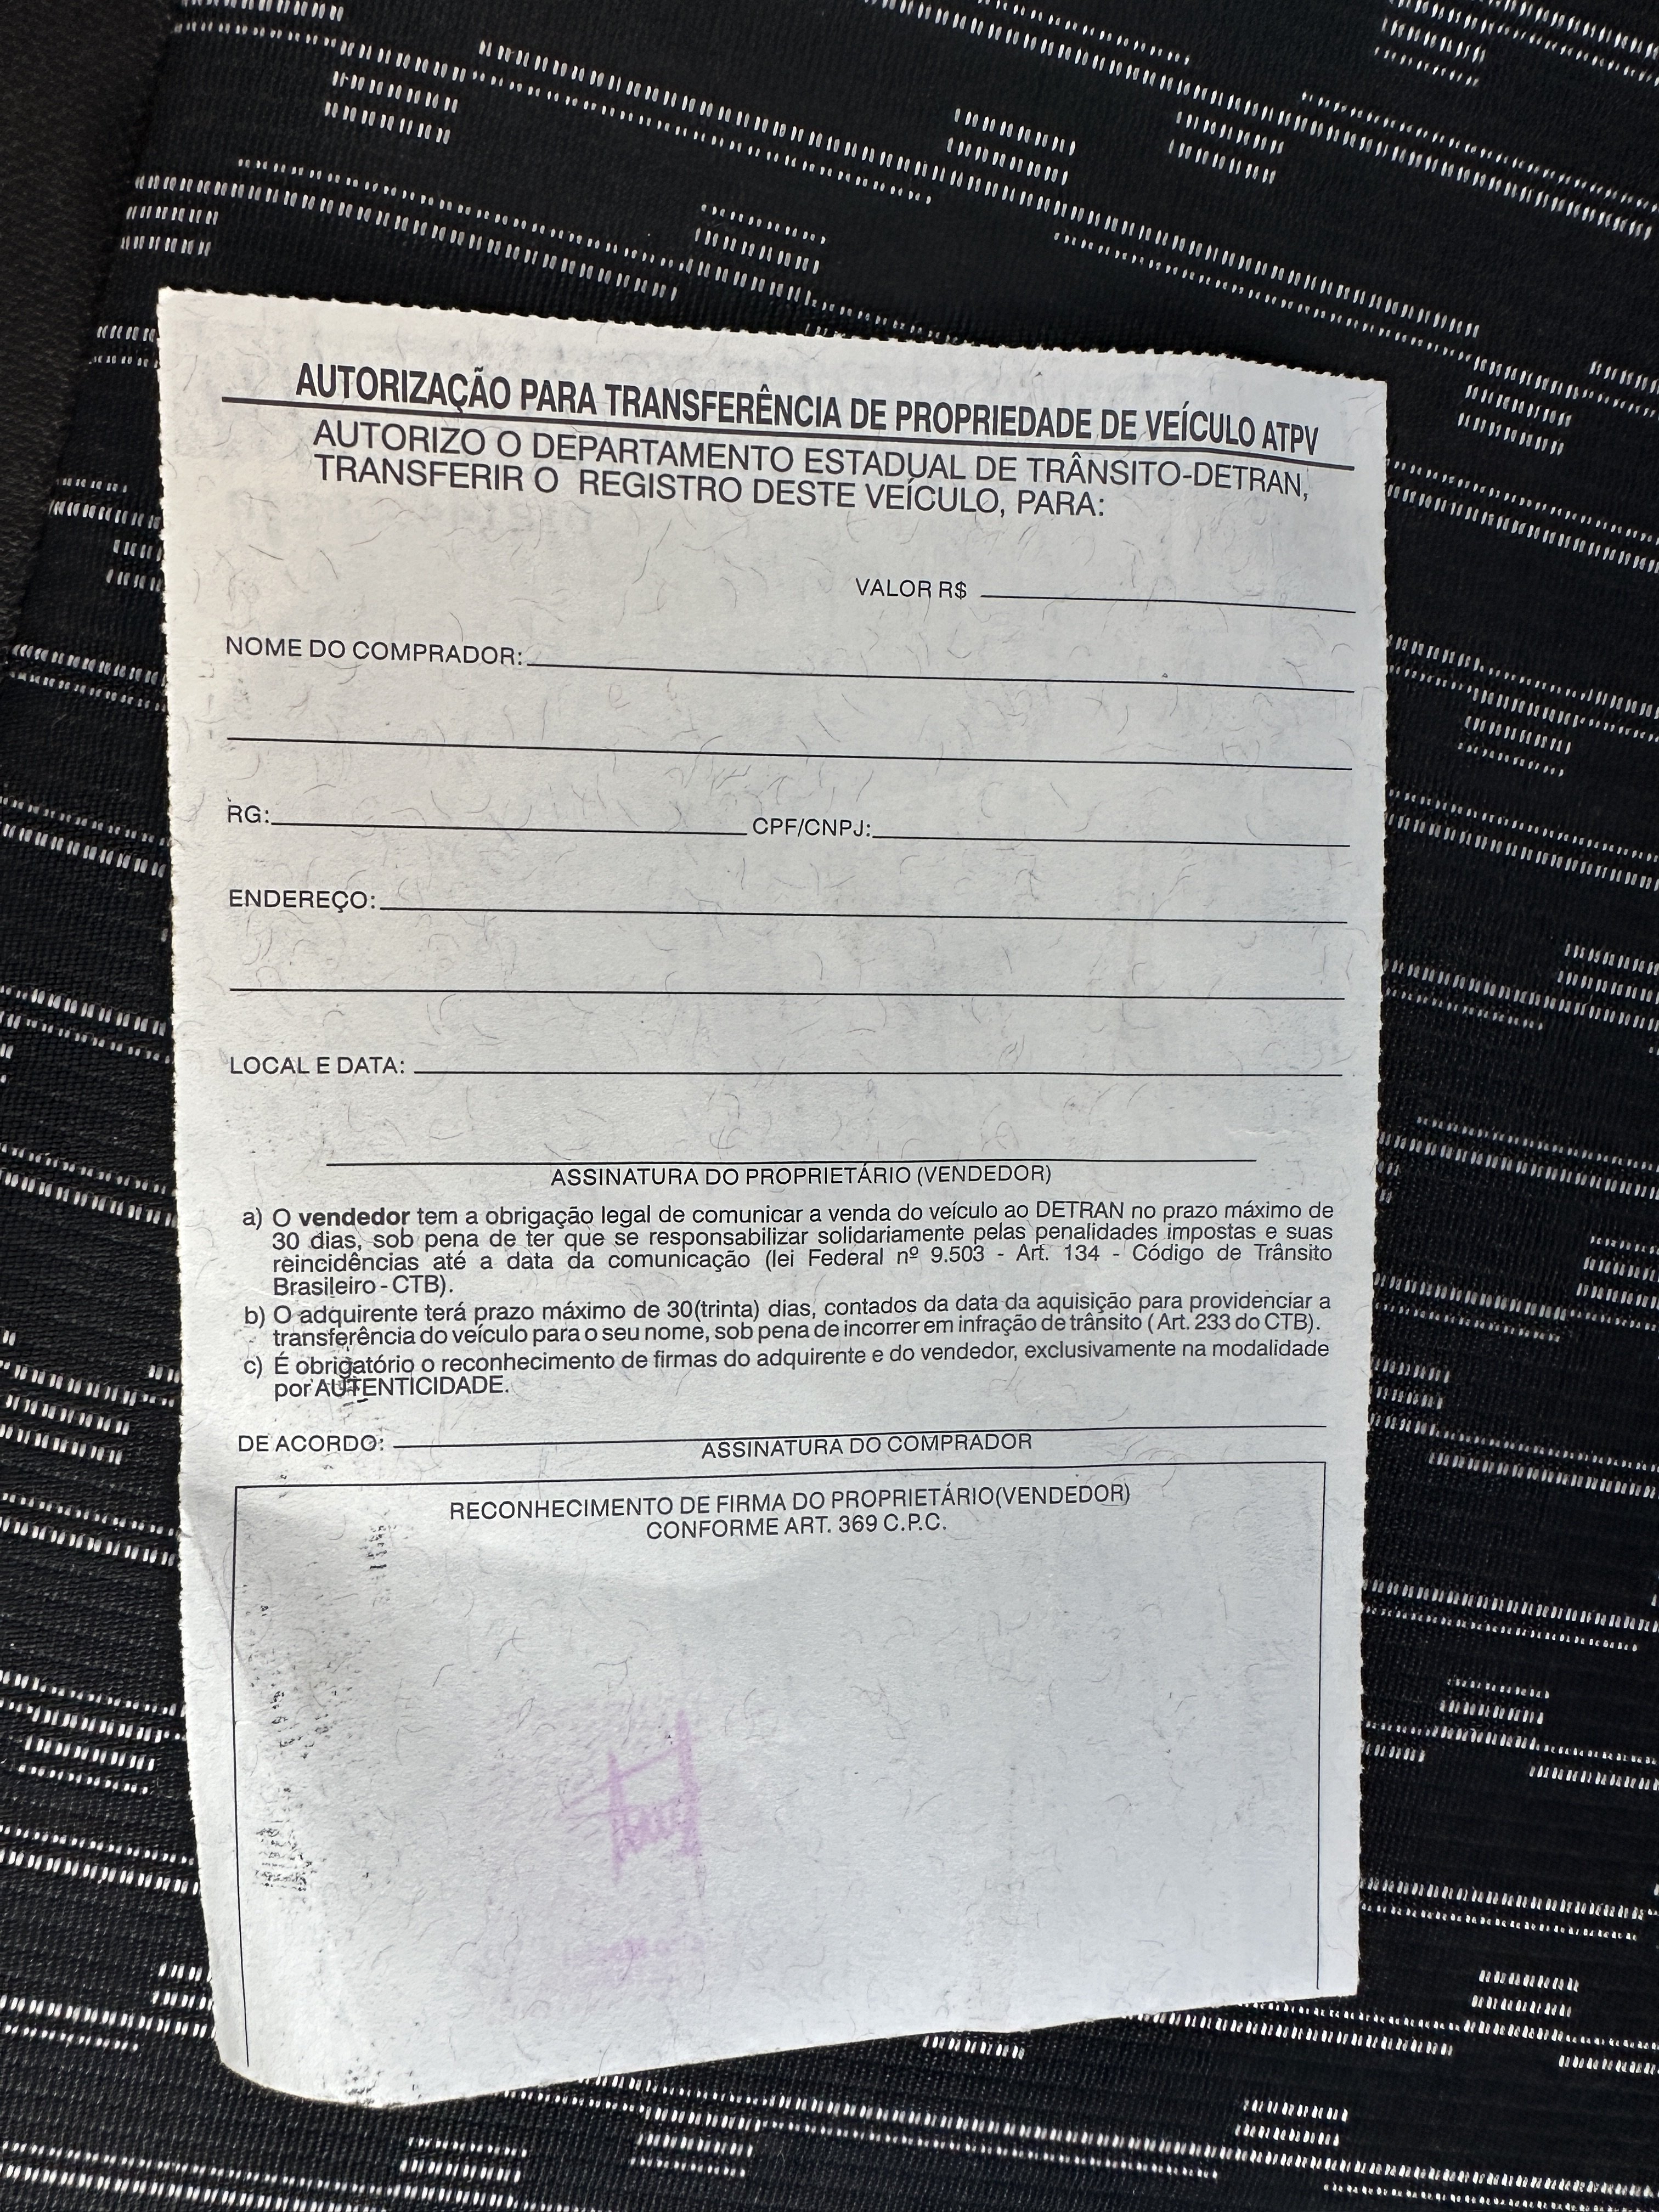 AUTORIZAÇÃO PARA TRANSFERÊNCIA DE PROPRIEDADE DE VEÍCULO ATPV
AUTORIZO O DEPARTAMENTO ESTADUAL DE TRÂNSITO-DETRAN,
TRANSFERIR O REGISTRO DESTE VEÍCULO, PARA:
VALOR R$
NOME DO COMPRADOR:
RG: CPF/CNPJ:
ENDEREÇO:
LOCAL E DATA:
ASSINATURA DO PROPRIETÁRIO (VENDEDOR)
a) O vendedor tem a obrigação legal de comunicar a venda do veículo ao DETRAN no prazo máximo de
30 dias, sob pena de ter que se responsabilizar solidariamente pelas penalidades impostas e suas
reincidências até a data da comunicação (lei Federal nº 9.503 - Art. 134 - Código de Trânsito
Brasileiro - CTB).
b) O adquirente terá prazo máximo de 30(trinta) dias, contados da data da aquisição para providenciar a
transferência do veículo para o seu nome, sob pena de incorrer em infração de trânsito ( Art. 233 do CTB).
c) É obrigatório o reconhecimento de firmas do adquirente e do vendedor, exclusivamente na modalidade
por AUTENTICIDADE.
DE ACORDO:
ASSINATURA DO COMPRADOR
RECONHECIMENTO DE FIRMA DO PROPRIETÁRIO(VENDEDOR)
CONFORME ART. 369 C.P.C.